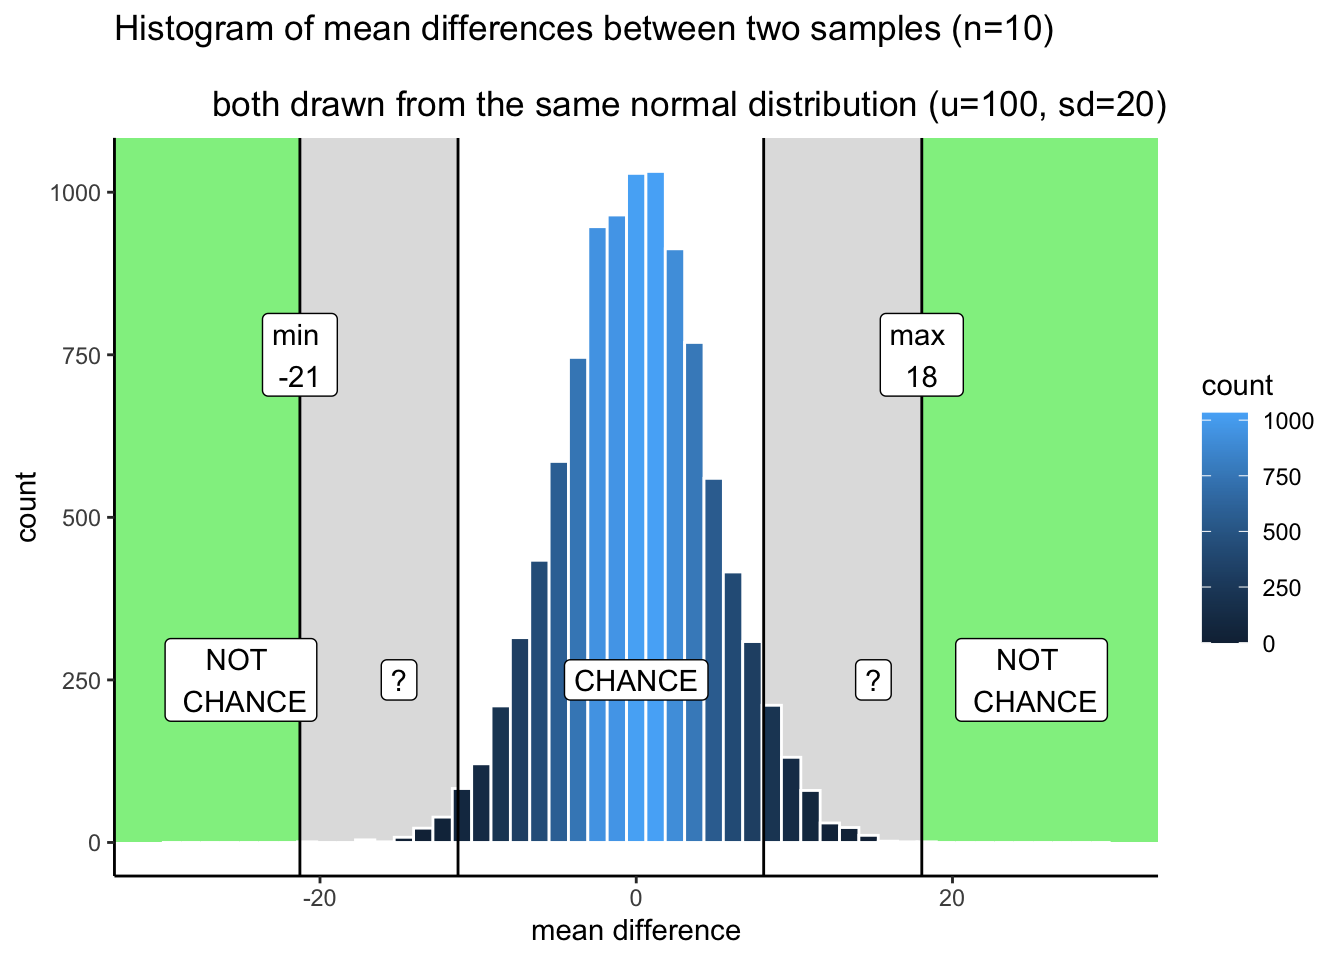 Histogram of mean differences between two samples (n=10)
both drawn from the same normal distribution (u=100, sd=20)
1000
750
500
250
0
count
min
-21
max
18
NOT
CHANCE
?
CHANCE
?
NOT
CHANCE
-20
0
20
mean difference
count
1000
750
500
250
0